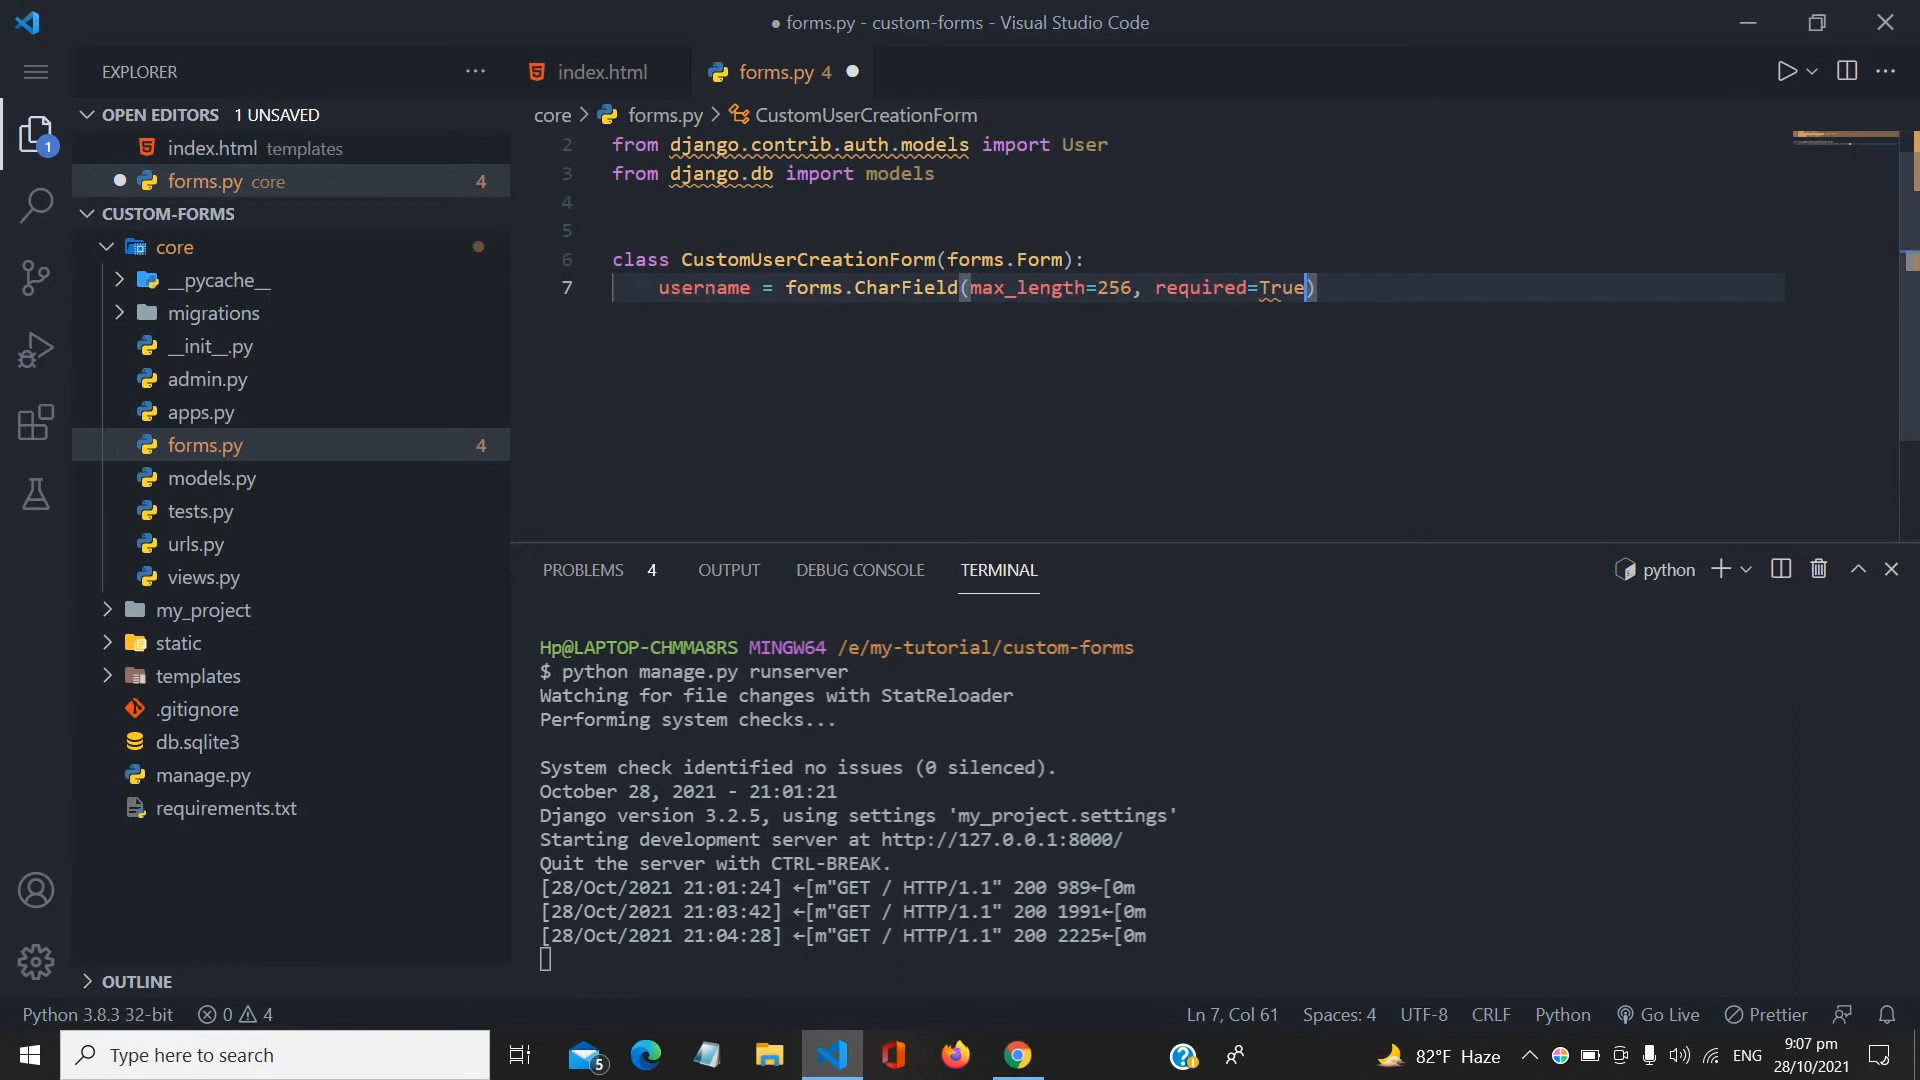 forms.py - custom-forms - Visual Studio Code
EXPLORER
index.html
forms.py 4
OPEN EDITORS 1 UNSAVED
index.html templates
forms.py core 4
core > forms.py > CustomUserCreationForm
2 from django.contrib.auth.models import User
3 from django.db import models
4
5
6 class CustomUserCreationForm(forms.Form):
7 username = forms.CharField(max_length=256, required=True)
1
CUSTOM-FORMS
core
__pycache__
migrations
__init__.py
admin.py
apps.py
forms.py 4
models.py
tests.py
urls.py
views.py
my_project
static
templates
.gitignore
db.sqlite3
manage.py
requirements.txt
OUTLINE
PROBLEMS 4 OUTPUT DEBUG CONSOLE TERMINAL
python
Hp@LAPTOP-CHMMA8RS MINGW64 /e/my-tutorial/custom-forms
$ python manage.py runserver
Watching for file changes with StatReloader
Performing system checks...
System check identified no issues (0 silenced).
October 28, 2021 - 21:01:21
Django version 3.2.5, using settings 'my_project.settings'
Starting development server at http://127.0.0.1:8000/
Quit the server with CTRL-BREAK.
[28/Oct/2021 21:01:24] ←[m"GET / HTTP/1.1" 200 989←[0m
[28/Oct/2021 21:03:42] ←[m"GET / HTTP/1.1" 200 1991←[0m
[28/Oct/2021 21:04:28] ←[m"GET / HTTP/1.1" 200 2225←[0m
Python 3.8.3 32-bit 0 4
Ln 7, Col 61 Spaces: 4 UTF-8 CRLF Python Go Live Prettier
Type here to search
5
82°F Haze
ENG
9:07 pm
28/10/2021